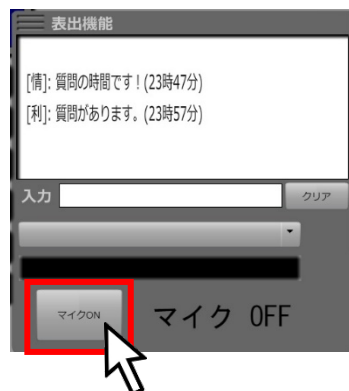 表出機能
[情]: 質問の時間です！(23時47分)
[利]: 質問があります。(23時57分)
入力
クリア
マイクON
マイク OFF